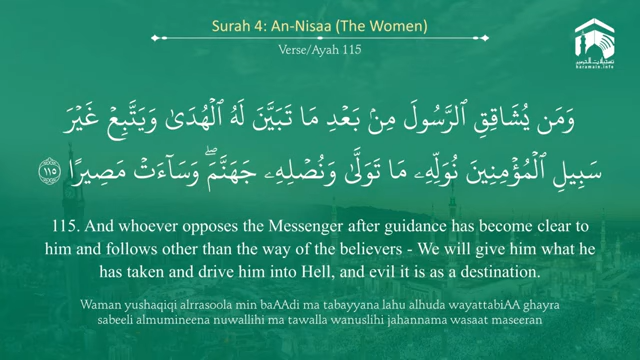 Surah 4: An-Nisaa (The Women)
Verse/Ayah 115
haramain.info
وَمَن يُشَاقِقِ ٱلرَّسُولَ مِنۢ بَعْدِ مَا تَبَيَّنَ لَهُ ٱلْهُدَىٰ وَيَتَّبِعْ غَيْرَ
سَبِيلِ ٱلْمُؤْمِنِينَ نُوَلِّهِۦ مَا تَوَلَّىٰ وَنُصْلِهِۦ جَهَنَّمَ ۖ وَسَآءَتْ مَصِيرًا ١١٥
115. And whoever opposes the Messenger after guidance has become clear to
him and follows other than the way of the believers - We will give him what he
has taken and drive him into Hell, and evil it is as a destination.
Waman yushaqiqi alrrasoola min baAAdi ma tabayyana lahu alhuda wayattabiAA ghayra
sabeeli almumineena nuwallihi ma tawalla wanuslihi jahannama wasaat maseeran